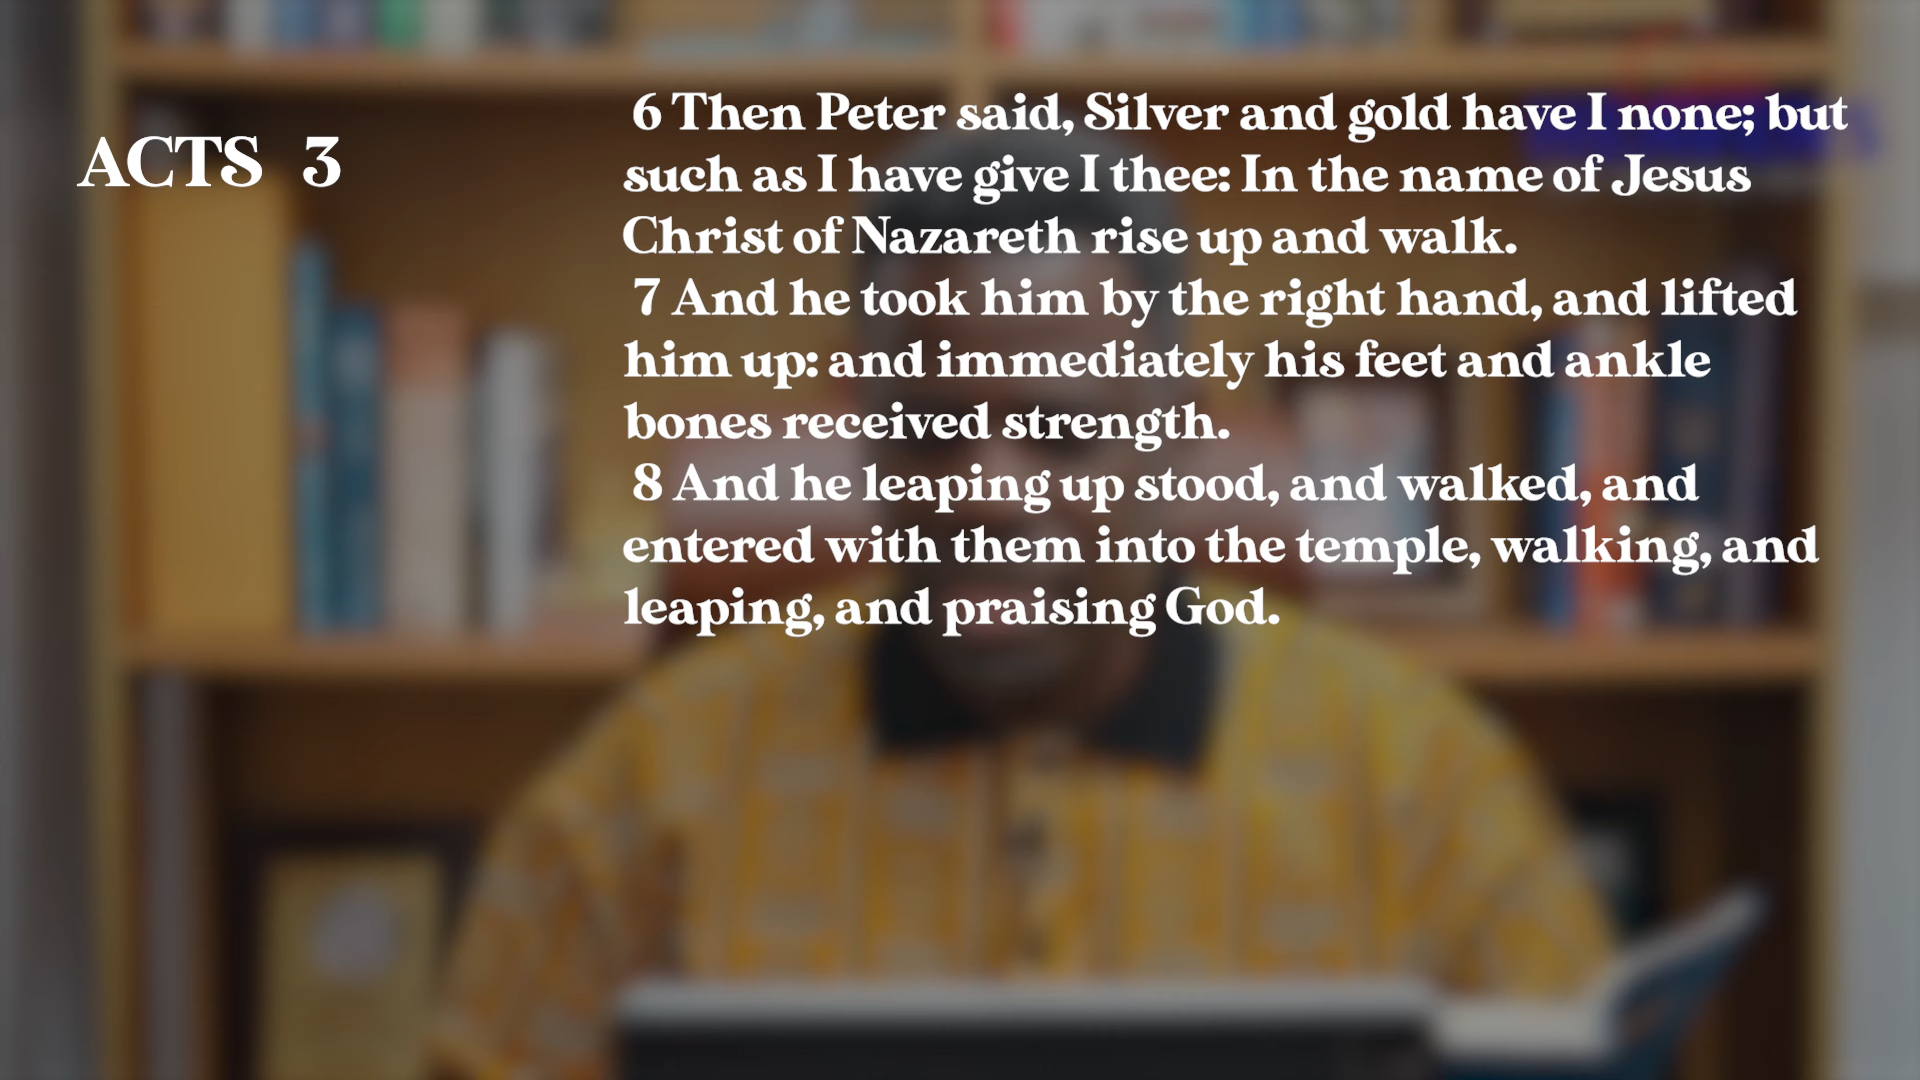 ACTS 3
6 Then Peter said, Silver and gold have I none; but
such as I have give I thee: In the name of Jesus
Christ of Nazareth rise up and walk.
7 And he took him by the right hand, and lifted
him up: and immediately his feet and ankle
bones received strength.
8 And he leaping up stood, and walked, and
entered with them into the temple, walking, and
leaping, and praising God.